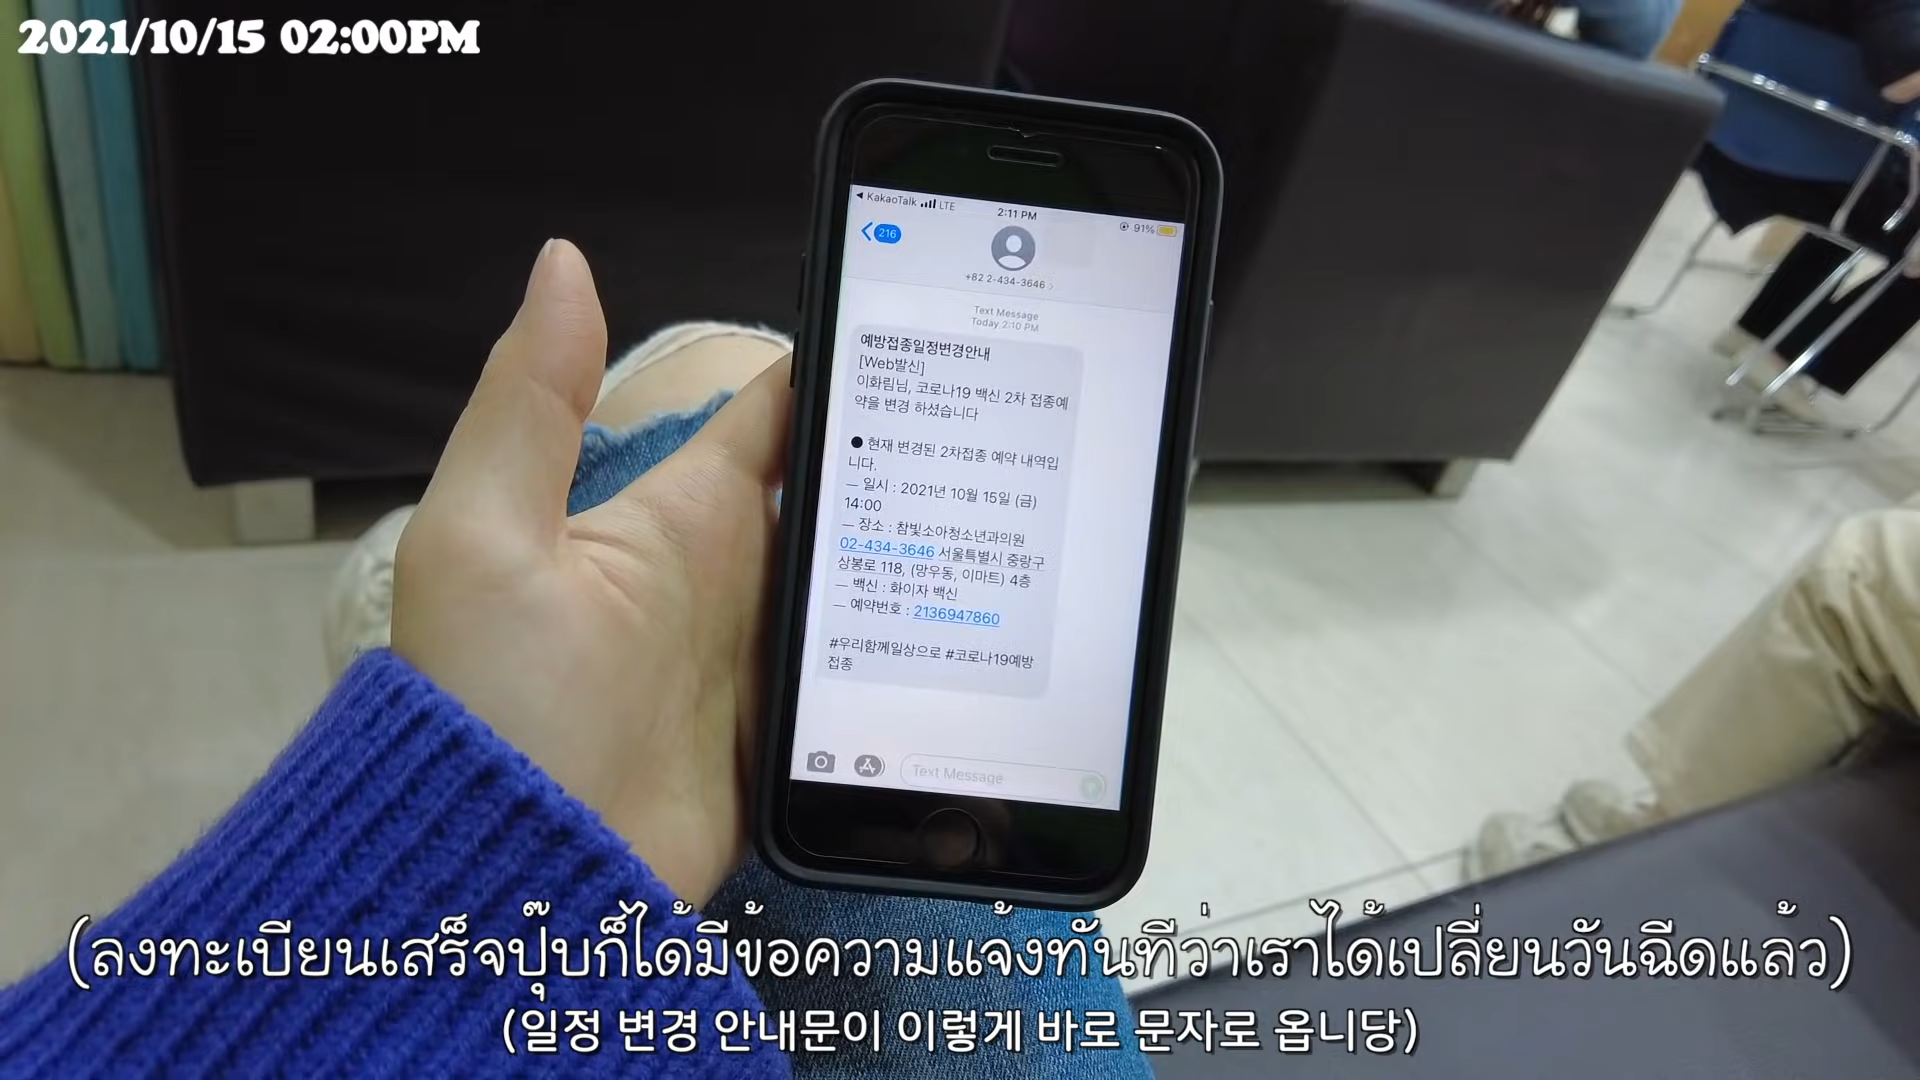 2021/10/15 02:00PM
KakaoTalk LTE
2:11 PM
91%
216
+82 2-434-3646
Text Message
Today 2:10 PM
예방접종일정변경안내
[Web발신]
이화림님, 코로나19 백신 2차 접종예
약을 변경 하셨습니다
● 현재 변경된 2차접종 예약 내역입
니다.
– 일시 : 2021년 10월 15일 (금)
14:00
– 장소 : 참빛소아청소년과의원
02-434-3646 서울특별시 중랑구
상봉로 118, (망우동, 이마트) 4층
– 백신 : 화이자 백신
– 예약번호 : 2136947860
#우리함께일상으로 #코로나19예방
접종
Text Message
(ลงทะเบียนเสร็จปุ๊บก็ได้มีข้อความแจ้งทันทีว่าเราได้เปลี่ยนวันฉีดแล้ว)
(일정 변경 안내문이 이렇게 바로 문자로 옵니당)